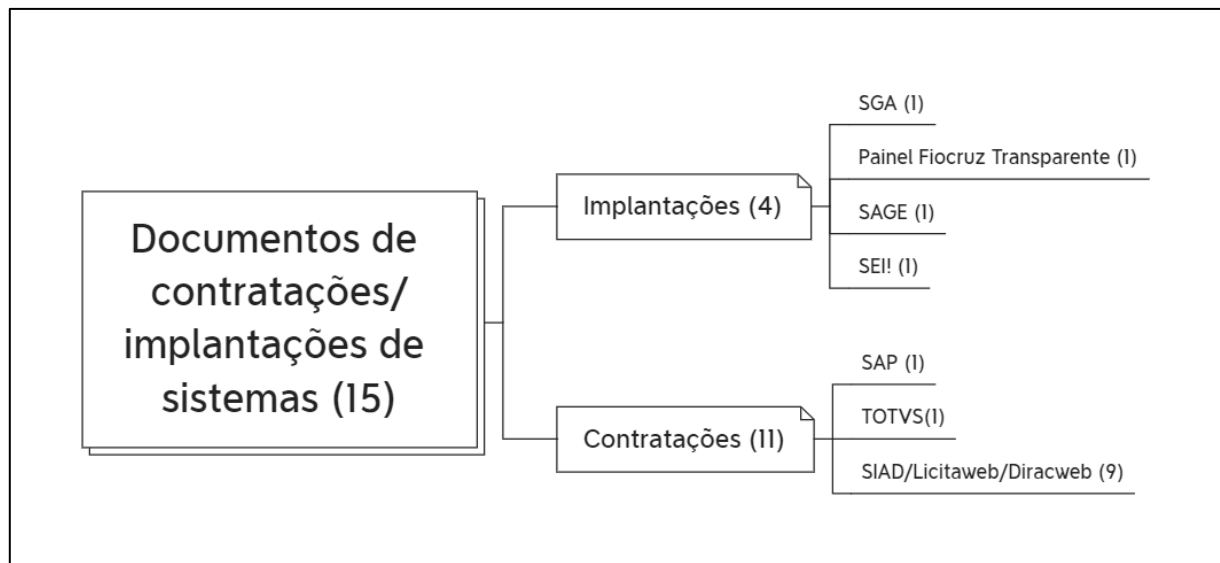 Documentos de
contratações/
implantações de
sistemas (15)
Implantações (4)
SGA (1)
Painel Fiocruz Transparente (1)
SAGE (1)
SEI! (1)
Contratações (11)
SAP (1)
TOTVS(1)
SIAD/Licitaweb/Diracweb (9)